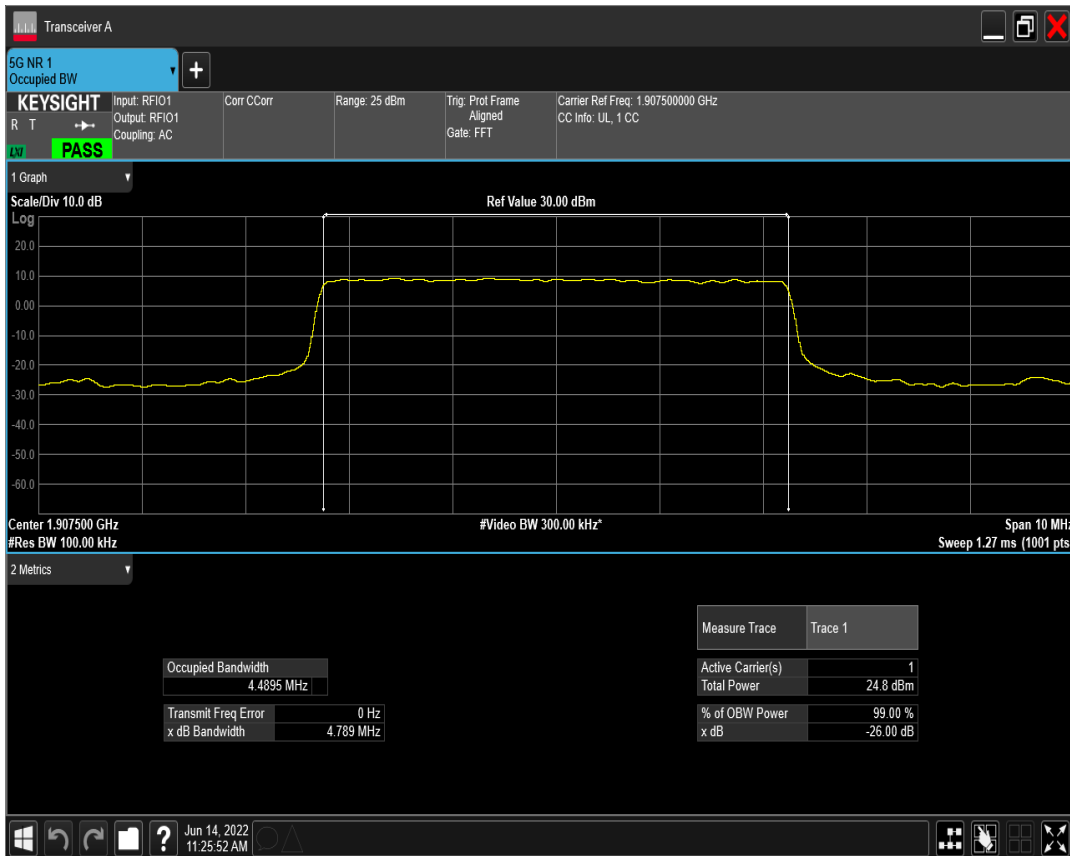 Transceiver A
5G NR 1
Occupied BW
KEYSIGHT
R T
LXI
PASS
Input: RFIO1
Output: RFIO1
Coupling: AC
Corr CCorr
Range: 25 dBm
Trig: Prot Frame
Aligned
Gate: FFT
Carrier Ref Freq: 1.907500000 GHz
CC Info: UL, 1 CC
1 Graph
Scale/Div 10.0 dB
Ref Value 30.00 dBm
Log
20.0
10.0
0.00
-10.0
-20.0
-30.0
-40.0
-50.0
-60.0
Center 1.907500 GHz
#Video BW 300.00 kHz*
Span 10 MHz
#Res BW 100.00 kHz
Sweep 1.27 ms (1001 pts
2 Metrics
Measure Trace Trace 1
Occupied Bandwidth
4.4895 MHz
Active Carrier(s) 1
Total Power 24.8 dBm
Transmit Freq Error 0 Hz
x dB Bandwidth 4.789 MHz
% of OBW Power 99.00 %
x dB -26.00 dB
?
Jun 14, 2022
11:25:52 AM